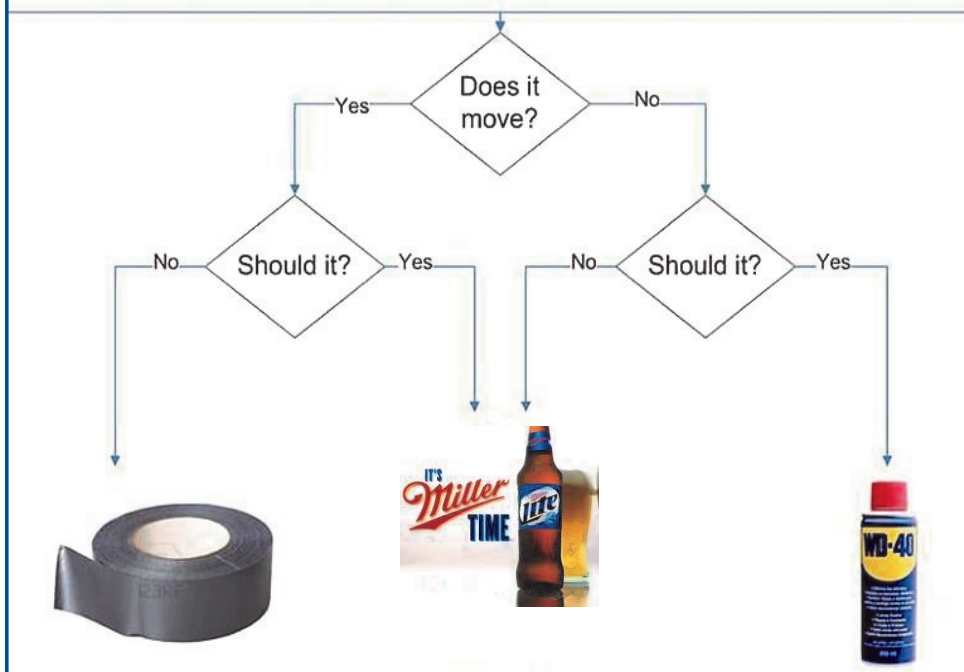 Does it
move?
Yes
No
No
Should it?
Yes
No
Should it?
Yes
IT'S
Miller
TIME
Lite
WD-40